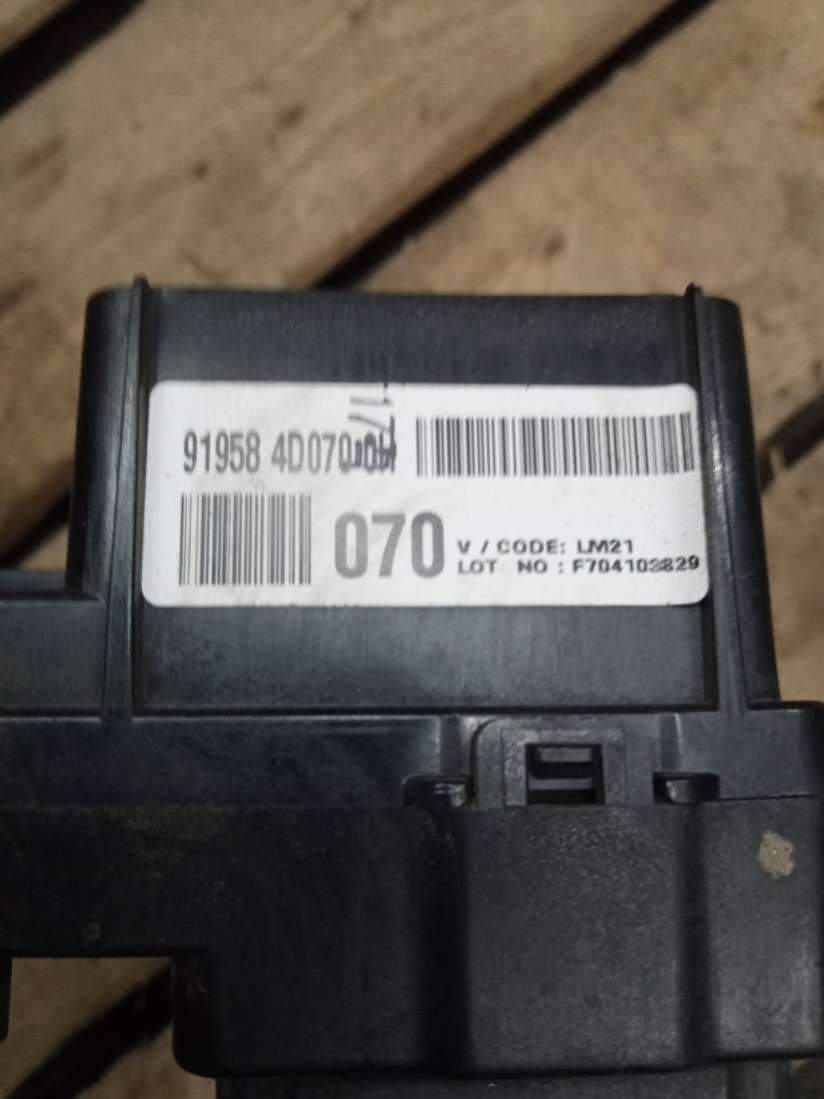 91958 4D070
070
V / CODE: LM21
LOT NO : F704103829